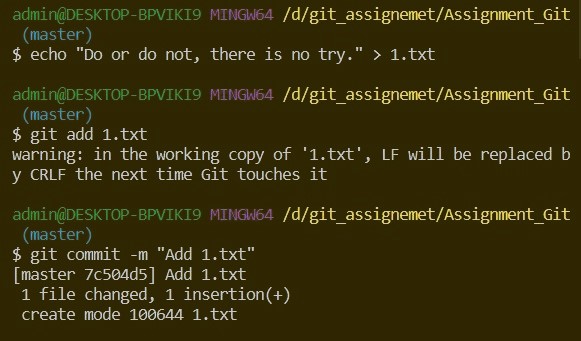 admin@DESKTOP-BPVIKI9 MINGW64 /d/git_assignemet/Assignment_Git
(master)
$ echo "Do or do not, there is no try." > 1.txt
admin@DESKTOP-BPVIKI9 MINGW64 /d/git_assignemet/Assignment_Git
(master)
$ git add 1.txt
warning: in the working copy of '1.txt', LF will be replaced b
y CRLF the next time Git touches it
admin@DESKTOP-BPVIKI9 MINGW64 /d/git_assignemet/Assignment_Git
(master)
$ git commit -m "Add 1.txt"
[master 7c504d5] Add 1.txt
1 file changed, 1 insertion(+)
create mode 100644 1.txt